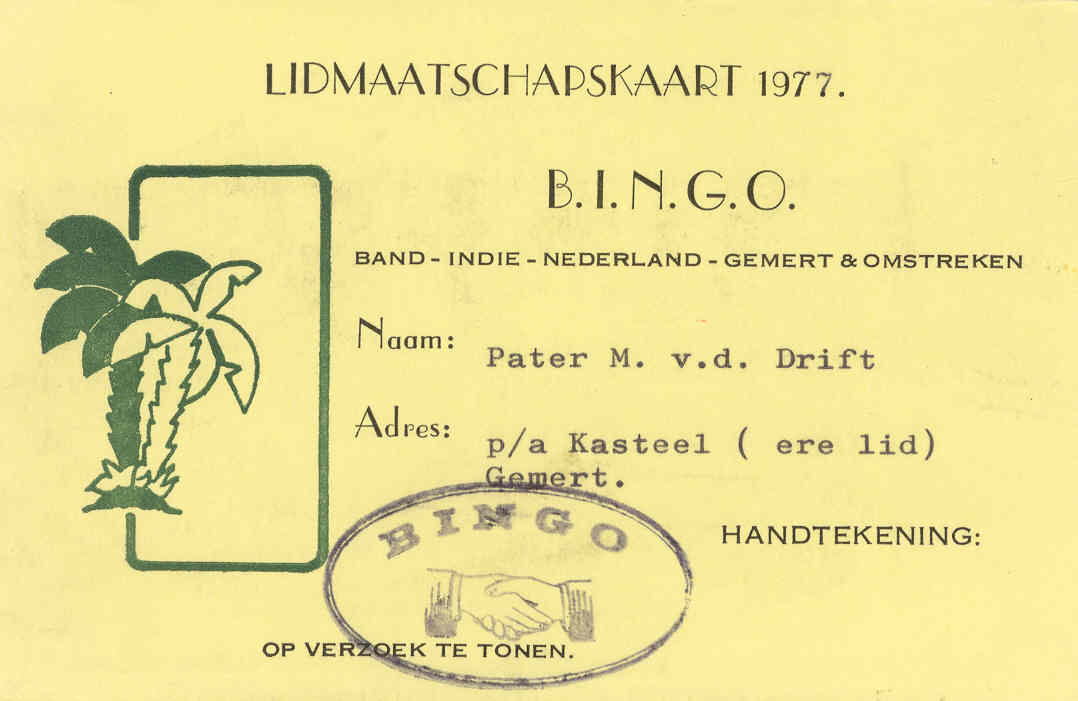 LIDMAATSCHAPSKAART 1977.
B.I.N.G.O.
BAND - INDIE - NEDERLAND - GEMERT & OMSTREKEN
Naam: Pater M. v.d. Drift
Adres: p/a Kasteel ( ere lid)
Gemert.
BINGO
HANDTEKENING:
OP VERZOEK TE TONEN.